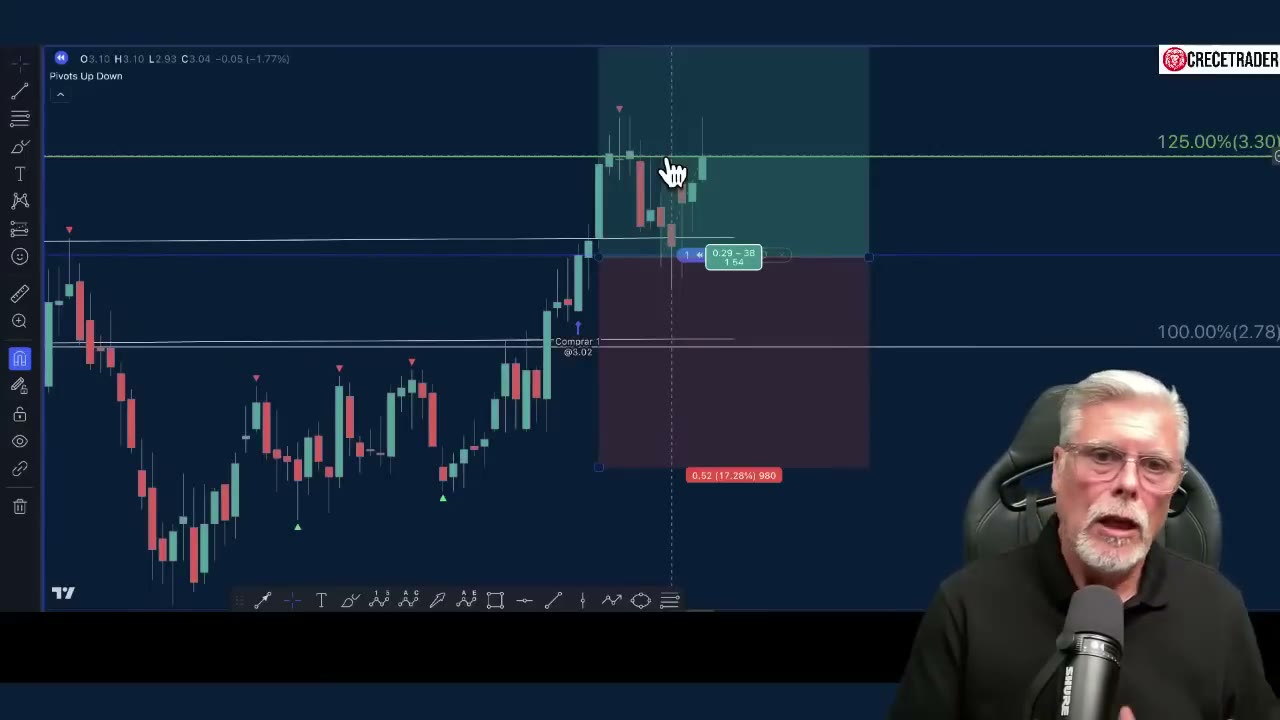 O3.10 H3.10 L2.93 C3.04 −0.05 (−1.77%)
Pivots Up Down
CRECETRADER
125.00%(3.30)
1
0.29 – 38
1.54
100.00%(2.78)
Comprar 1
@3.02
0.52 (17.28%) 980
SHURE